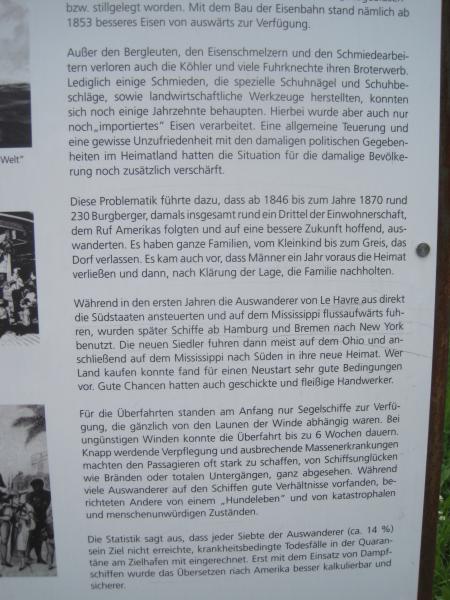 bzw. stillgelegt worden. Mit dem Bau der Eisenbahn stand nämlich ab
1853 besseres Eisen von auswärts zur Verfügung.
Außer den Bergleuten, den Eisenschmelzern und den Schmiedearbei-
tern verloren auch die Köhler und viele Fuhrknechte ihren Broterwerb.
Lediglich einige Schmieden, die spezielle Schuhnägel und Schuhbe-
schläge, sowie landwirtschaftliche Werkzeuge herstellten, konnten
sich noch einige Jahrzehnte behaupten. Hierbei wurde aber auch nur
noch „importiertes" Eisen verarbeitet. Eine allgemeine Teuerung und
eine gewisse Unzufriedenheit mit den damaligen politischen Gegeben-
heiten im Heimatland hatten die Situation für die damalige Bevölke-
rung noch zusätzlich verschärft.
Welt"
Diese Problematik führte dazu, dass ab 1846 bis zum Jahre 1870 rund
230 Burgberger, damals insgesamt rund ein Drittel der Einwohnerschaft,
dem Ruf Amerikas folgten und auf eine bessere Zukunft hoffend, aus-
wanderten. Es haben ganze Familien, vom Kleinkind bis zum Greis, das
Dorf verlassen. Es kam auch vor, dass Männer ein Jahr voraus die Heimat
verließen und dann, nach Klärung der Lage, die Familie nachholten.
Während in den ersten Jahren die Auswanderer von Le Havre aus direkt
die Südstaaten ansteuerten und auf dem Mississippi flussaufwärts fuh-
ren, wurden später Schiffe ab Hamburg und Bremen nach New York
benutzt. Die neuen Siedler fuhren dann meist auf dem Ohio und an-
schließend auf dem Mississippi nach Süden in ihre neue Heimat. Wer
Land kaufen konnte fand für einen Neustart sehr gute Bedingungen
vor. Gute Chancen hatten auch geschickte und fleißige Handwerker.
Für die Überfahrten standen am Anfang nur Segelschiffe zur Verfü-
gung, die gänzlich von den Launen der Winde abhängig waren. Bei
ungünstigen Winden konnte die Überfahrt bis zu 6 Wochen dauern.
Knapp werdende Verpflegung und ausbrechende Massenerkrankungen
machten den Passagieren oft stark zu schaffen, von Schiffsunglücken
wie Bränden oder totalen Untergängen, ganz abgesehen. Während
viele Auswanderer auf den Schiffen gute Verhältnisse vorfanden, be-
richteten Andere von einem „Hundeleben" und von katastrophalen
und menschenunwürdigen Zuständen.
Die Statistik sagt aus, dass jeder Siebte der Auswanderer (ca. 14 %)
sein Ziel nicht erreichte, krankheitsbedingte Todesfälle in der Quaran-
täne am Zielhafen mit eingerechnet. Erst mit dem Einsatz von Dampf-
schiffen wurde das Übersetzen nach Amerika besser kalkulierbar und
sicherer.